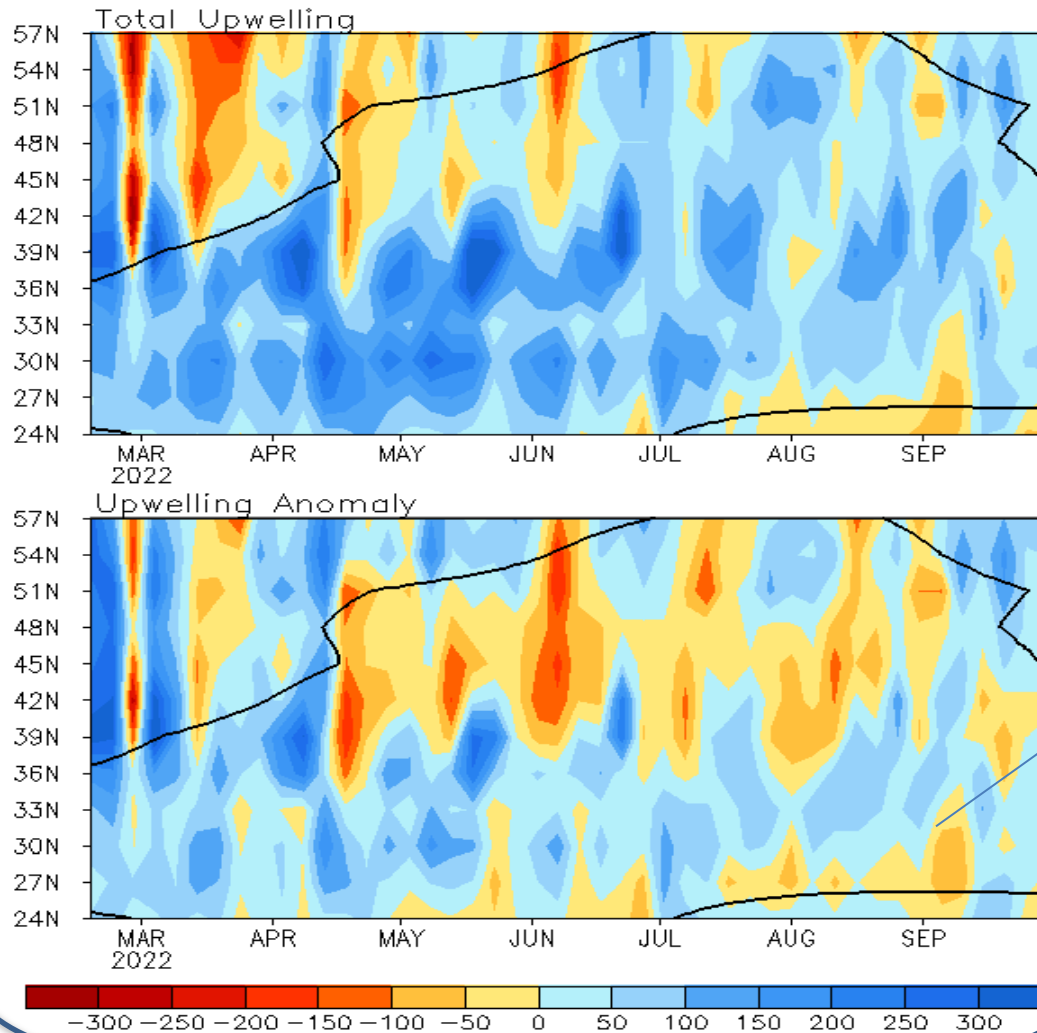 Total Upwelling
57N
54N
51N
48N
45N
42N
39N
36N
33N
30N
27N
24N
MAR APR MAY JUN JUL AUG SEP
2022
Upwelling Anomaly
57N
54N
51N
48N
45N
42N
39N
36N
33N
30N
27N
24N
MAR APR MAY JUN JUL AUG SEP
2022
−300 −250 −200 −150 −100 −50 0 50 100 150 200 250 300